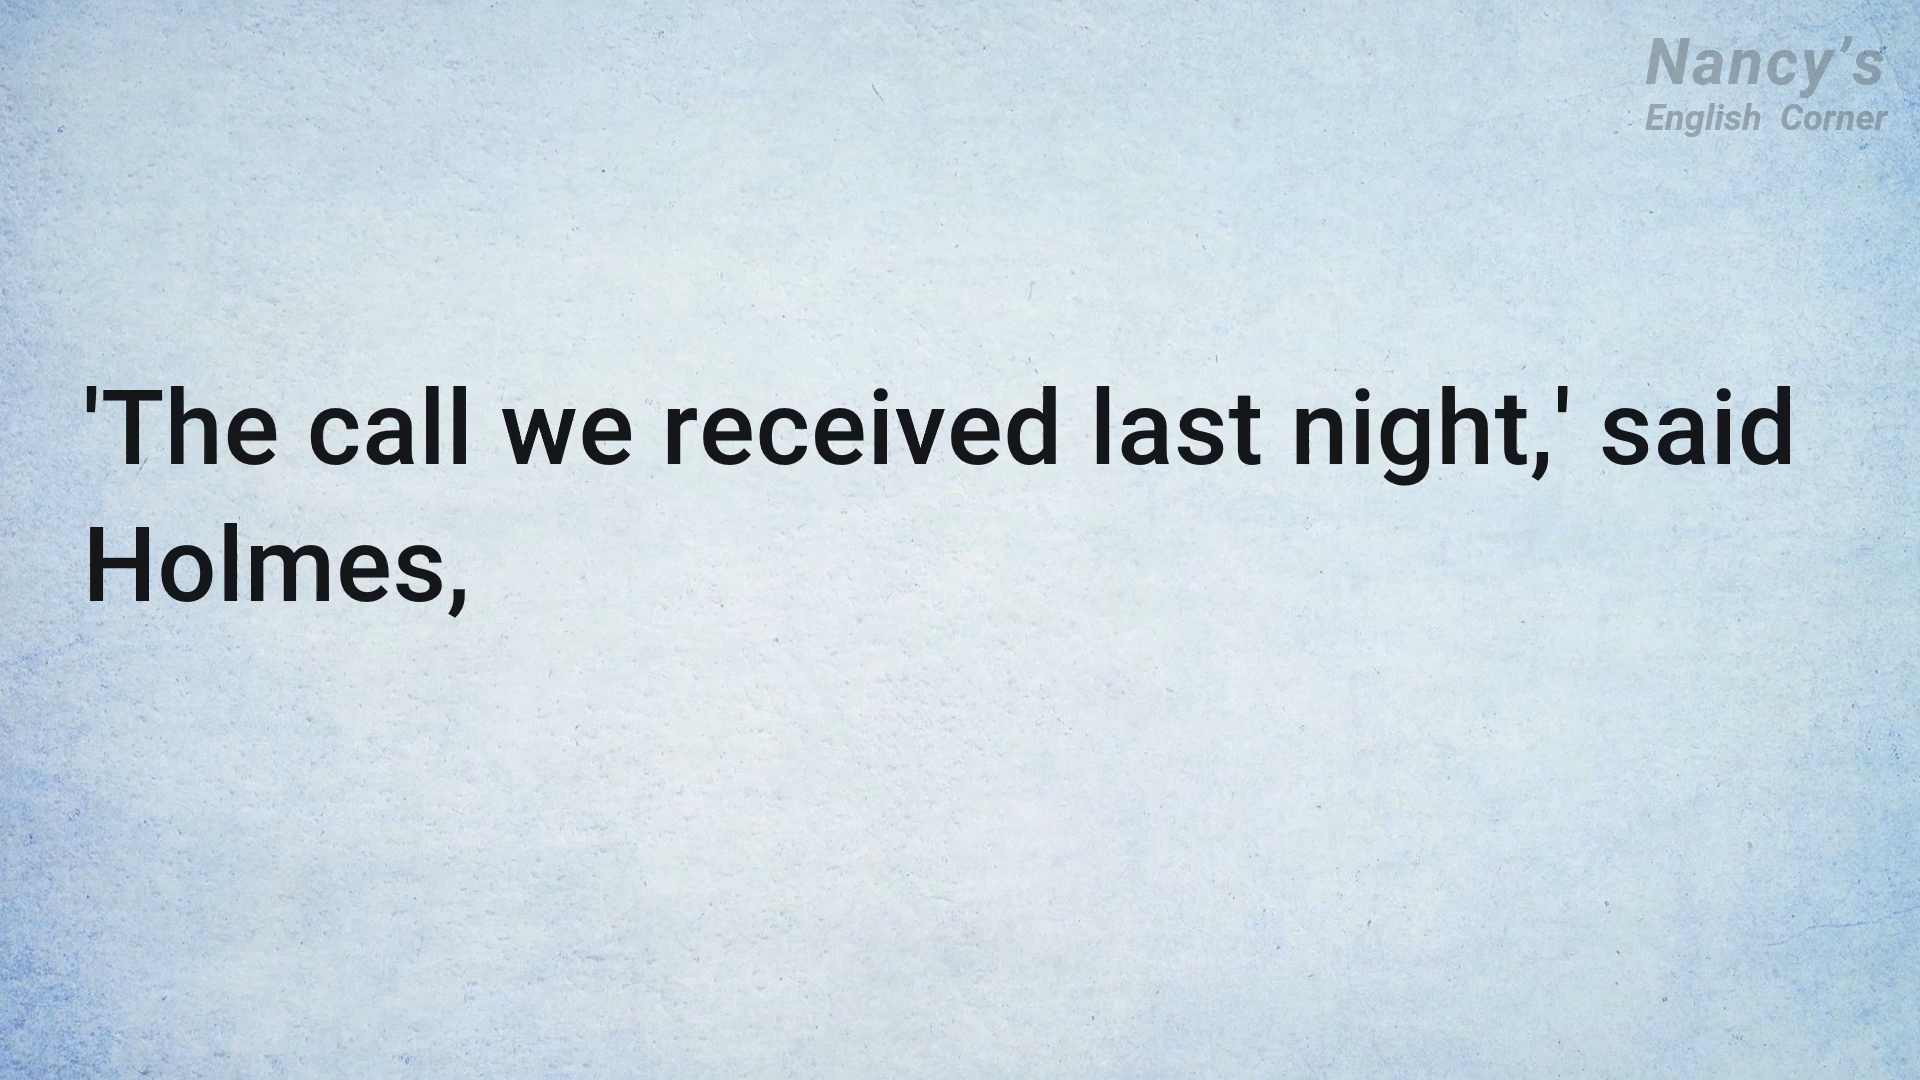 Nancy’s
English Corner
'The call we received last night,' said
Holmes,